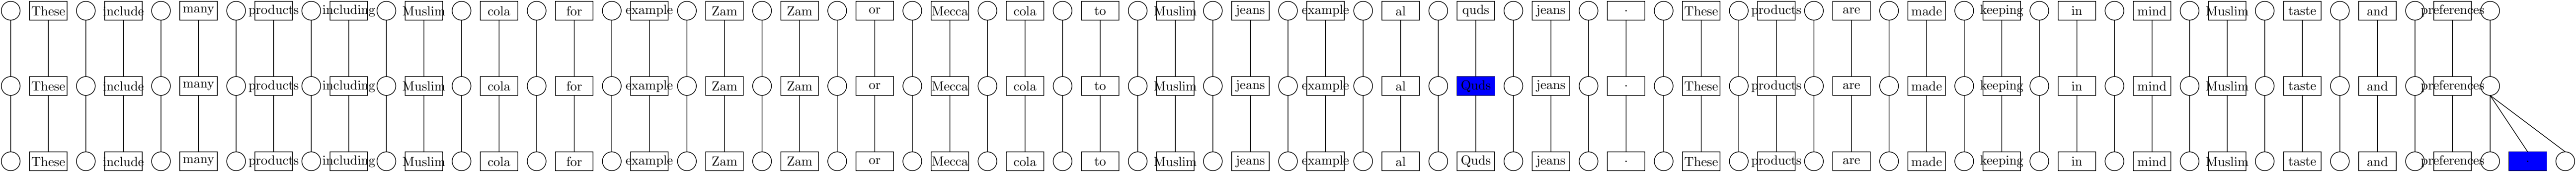 These include many products including Muslim cola for example Zam Zam or Mecca cola to Muslim jeans example al quds jeans . These products are made keeping in mind Muslim taste and preferences
These include many products including Muslim cola for example Zam Zam or Mecca cola to Muslim jeans example al Quds jeans . These products are made keeping in mind Muslim taste and preferences
These include many products including Muslim cola for example Zam Zam or Mecca cola to Muslim jeans example al Quds jeans . These products are made keeping in mind Muslim taste and preferences